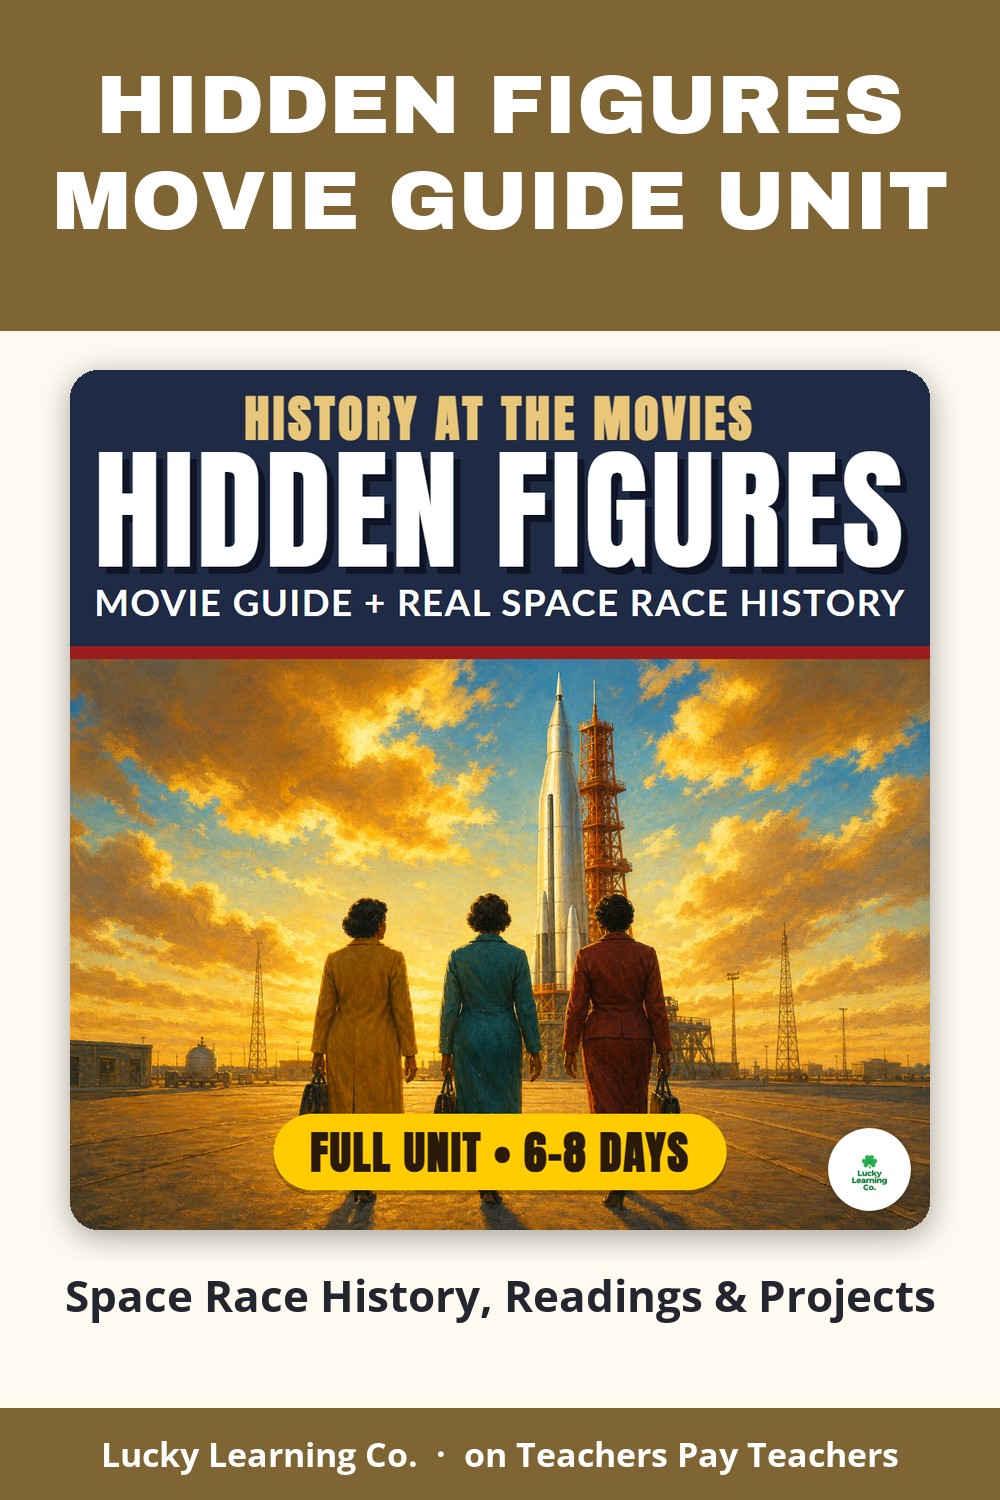 HIDDEN FIGURES
MOVIE GUIDE UNIT
HISTORY AT THE MOVIES
HIDDEN FIGURES
MOVIE GUIDE + REAL SPACE RACE HISTORY
FULL UNIT • 6-8 DAYS
Lucky
Learning
Co.
Space Race History, Readings & Projects
Lucky Learning Co. · on Teachers Pay Teachers